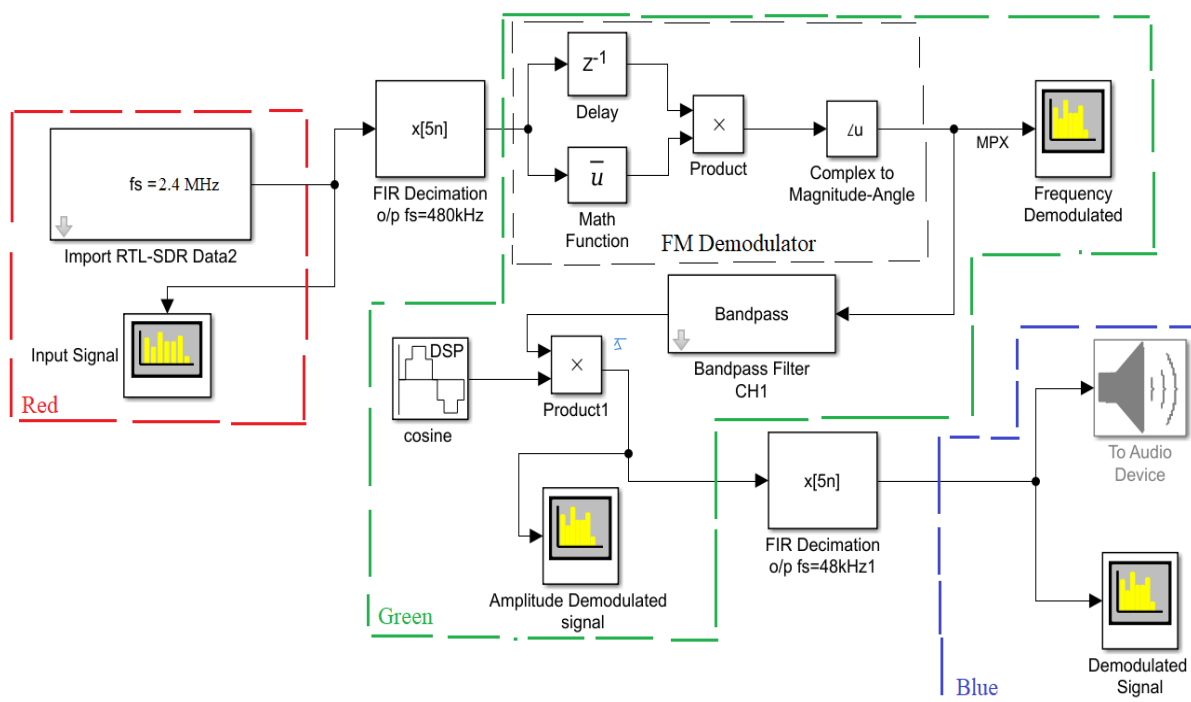 fs =2.4 MHz
Import RTL-SDR Data2
Input Signal
Red
x[5n]
FIR Decimation
o/p fs=480kHz
Z-1
Delay
u
Math
Function
×
Product
∠u
Complex to
Magnitude-Angle
FM Demodulator
MPX
Frequency
Demodulated
Bandpass
Bandpass Filter
CH1
DSP
cosine
×
Product1
Amplitude Demodulated
signal
Green
x[5n]
FIR Decimation
o/p fs=48kHz1
To Audio
Device
Demodulated
Signal
Blue